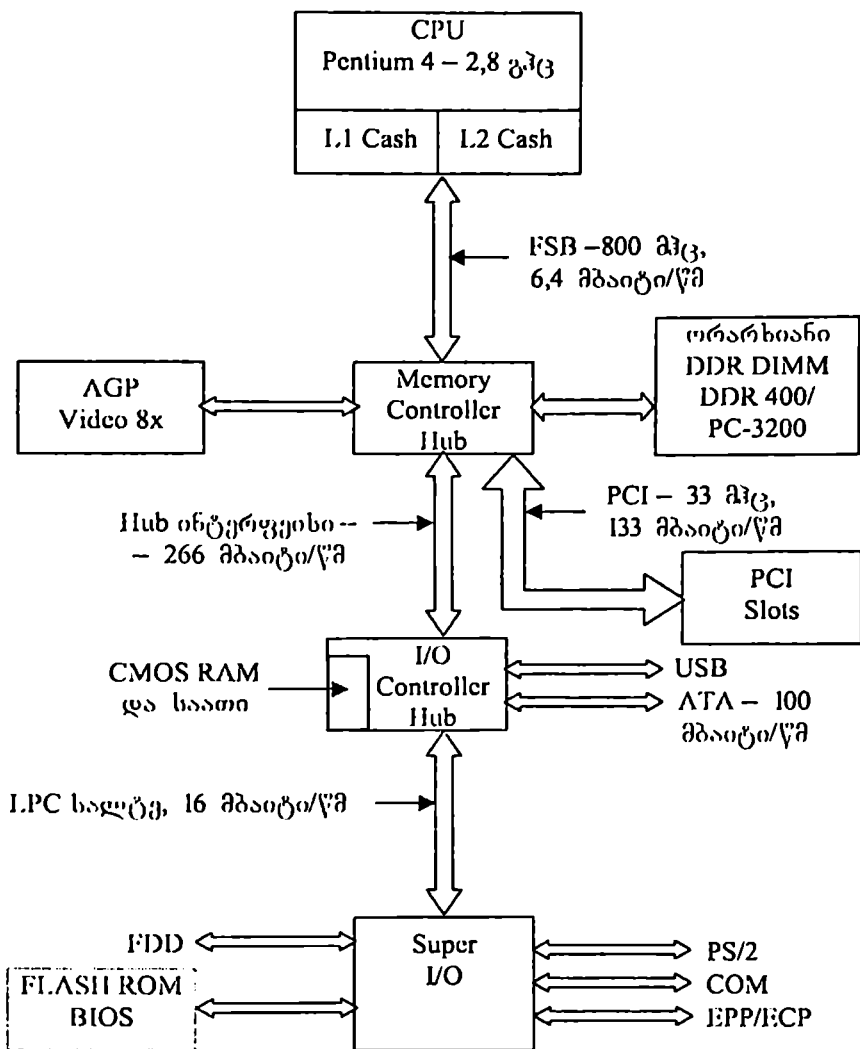 CPU
Pentium 4 – 2,8 გჰც
L1 Cash
L2 Cash
FSB –800 მჰც,
6,4 მბაიტი/წმ
AGP
Video 8x
Memory
Controller
Hub
ორარხიანი
DDR DIMM
DDR 400/
PC-3200
Hub ინტერფეისი –
– 266 მბაიტი/წმ
PCI – 33 მჰც,
133 მბაიტი/წმ
PCI
Slots
CMOS RAM
და საათი
I/O
Controller
Hub
USB
ATA – 100
მბაიტი/წმ
LPC სალტე, 16 მბაიტი/წმ
FDD
FLASH ROM
BIOS
Super
I/O
PS/2
COM
EPP/ECP